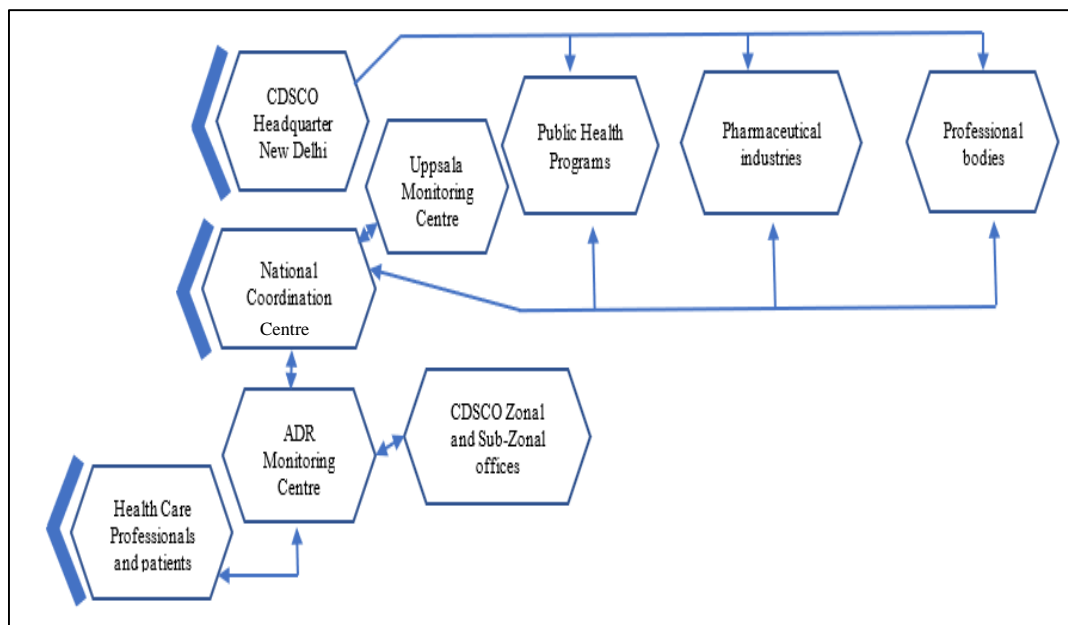 CDSCO
Headquarter
New Delhi
Uppsala
Monitoring
Centre
Public Health
Programs
Pharmaceutical
industries
Professional
bodies
National
Coordination
Centre
ADR
Monitoring
Centre
CDSCO Zonal
and Sub-Zonal
offices
Health Care
Professionals
and patients